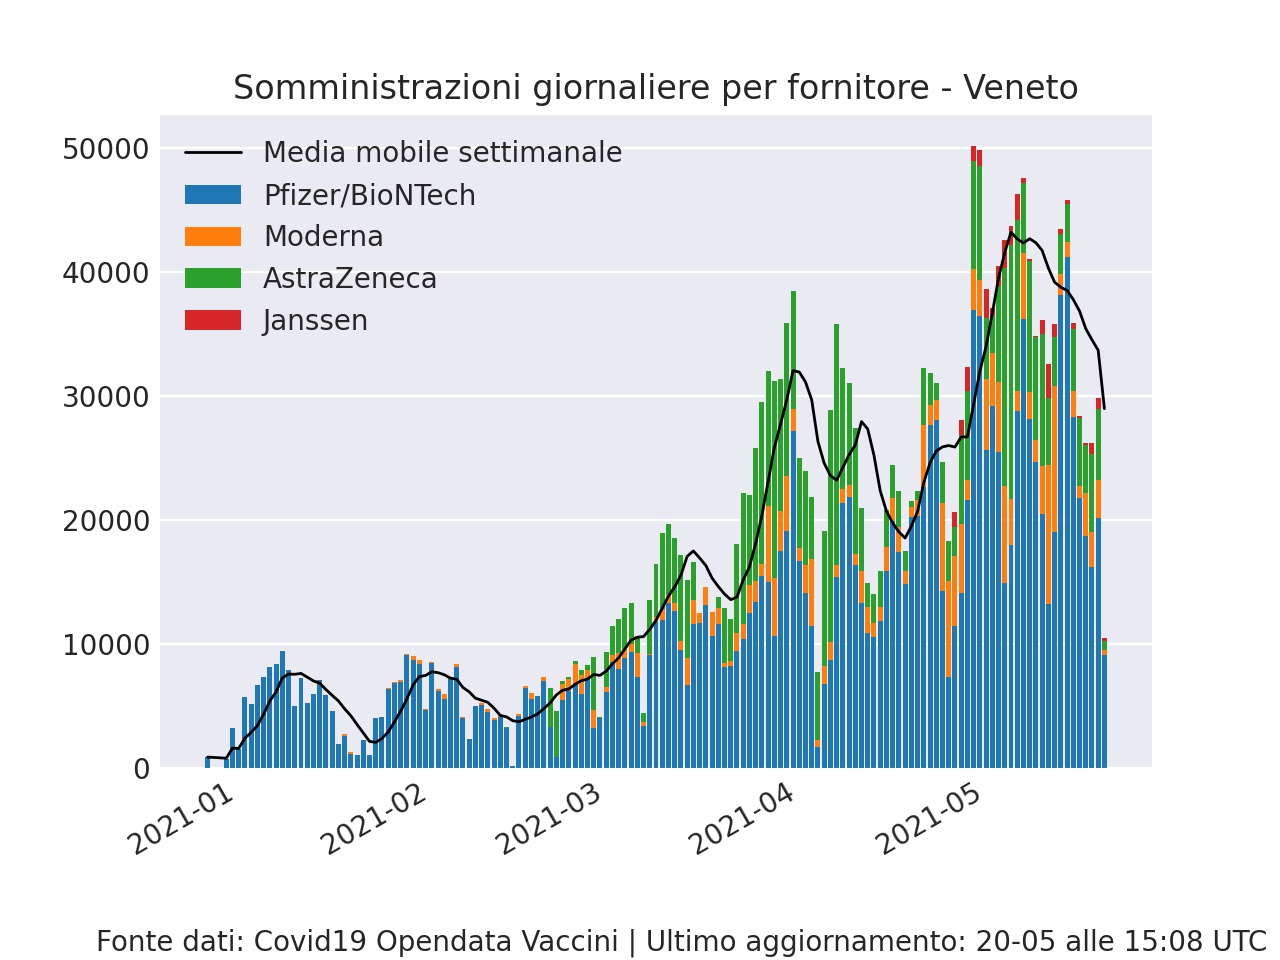 Somministrazioni giornaliere per fornitore - Veneto
50000
40000
30000
20000
10000
0
Media mobile settimanale
Pfizer/BioNTech
Moderna
AstraZeneca
Janssen
2021-01
2021-02
2021-03
2021-04
2021-05
Fonte dati: Covid19 Opendata Vaccini | Ultimo aggiornamento: 20-05 alle 15:08 UTC